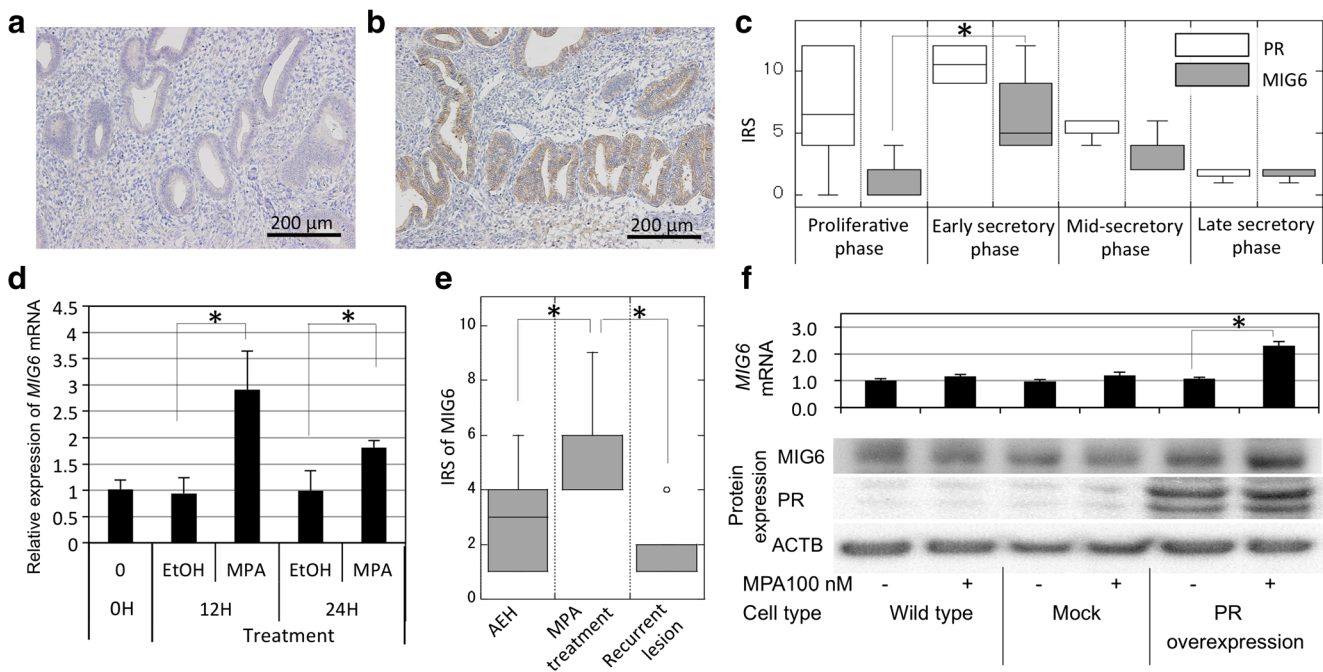 a
200 µm
b
200 µm
c
*
PR
MIG6
10
5
0
IRS
Proliferative phase
Early secretory phase
Mid-secretory phase
Late secretory phase
d
4.5
4
3.5
3
2.5
2
1.5
1
0.5
0
Relative expression of MIG6 mRNA
* *
0 EtOH MPA EtOH MPA
0H 12H 24H
Treatment
e
10
8
6
4
2
0
IRS of MIG6
* *
AEH
MPA treatment
Recurrent lesion
f
3.0
2.0
1.0
0.0
MIG6 mRNA
*
Protein expression
MIG6
PR
ACTB
MPA100 nM - + - + - +
Cell type Wild type Mock PR
overexpression